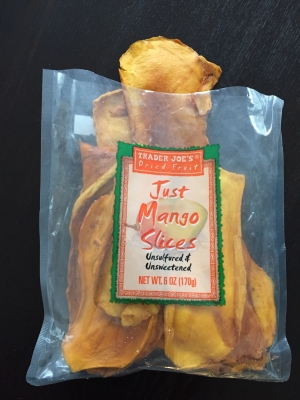 TRADER JOE'S
Dried Fruit
Just
Mango
Slices
Unsulfured &
Unsweetened
NET WT. 6 OZ (170g)